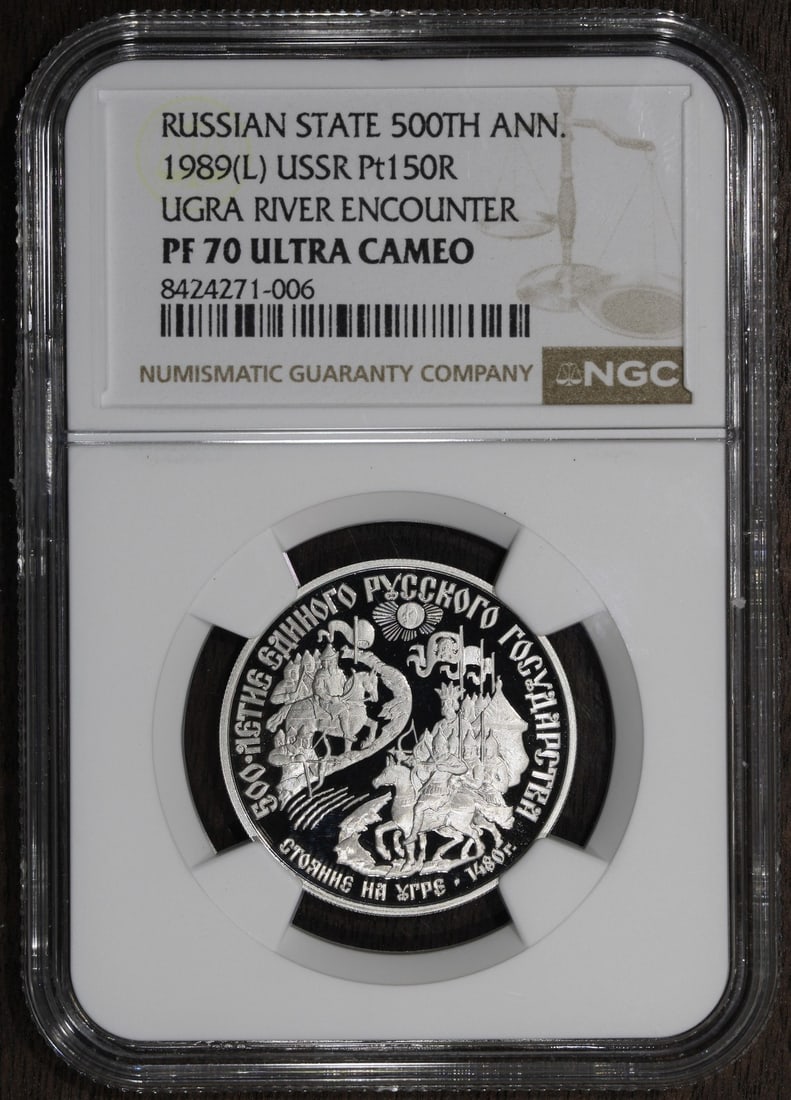 RUSSIAN STATE 500TH ANN.
1989(L) USSR Pt150R
UGRA RIVER ENCOUNTER
PF 70 ULTRA CAMEO
8424271-006
NUMISMATIC GUARANTY COMPANY
NGC
500-ЛЕТИЕ ЕДИНОГО РУССКОГО ГОСУДАРСТВА
СТОЯНИЕ НА УГРЕ · 1480г.